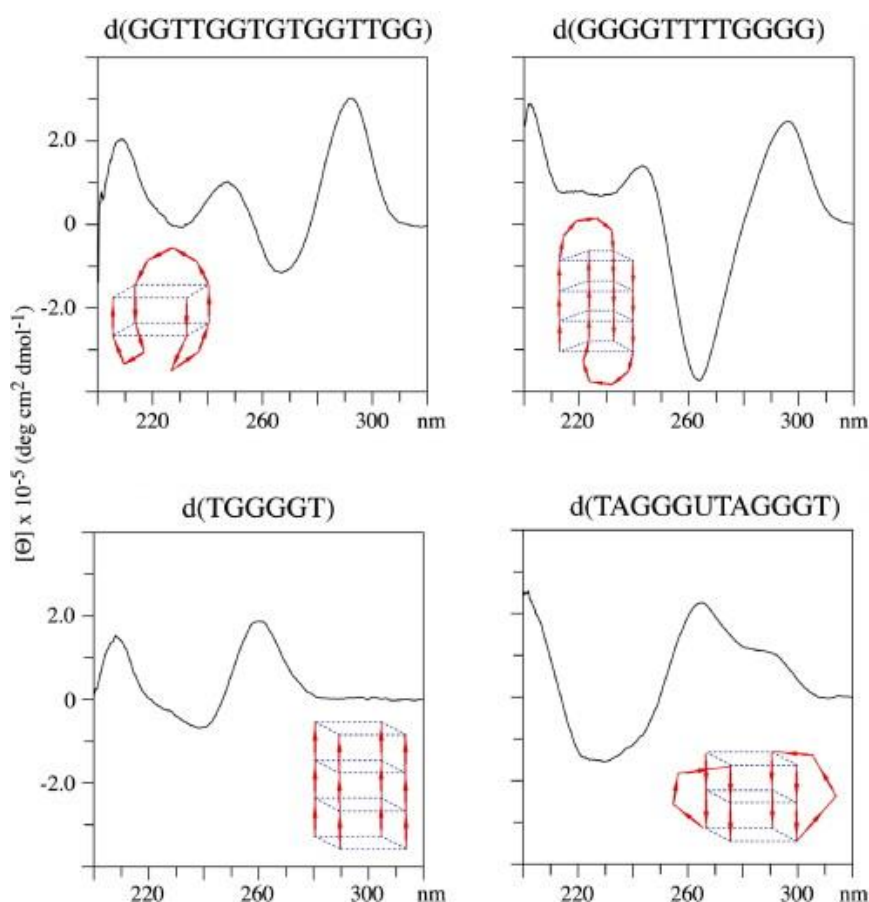 d(GGTTGGTGTGGTTGG)
d(GGGGTTTTGGGG)
2.0
0
-2.0
220 260 300 nm
220 260 300 nm
[Θ] x 10-5 (deg cm2 dmol-1)
d(TGGGGT)
d(TAGGGUTAGGGT)
2.0
0
-2.0
220 260 300 nm
220 260 300 nm